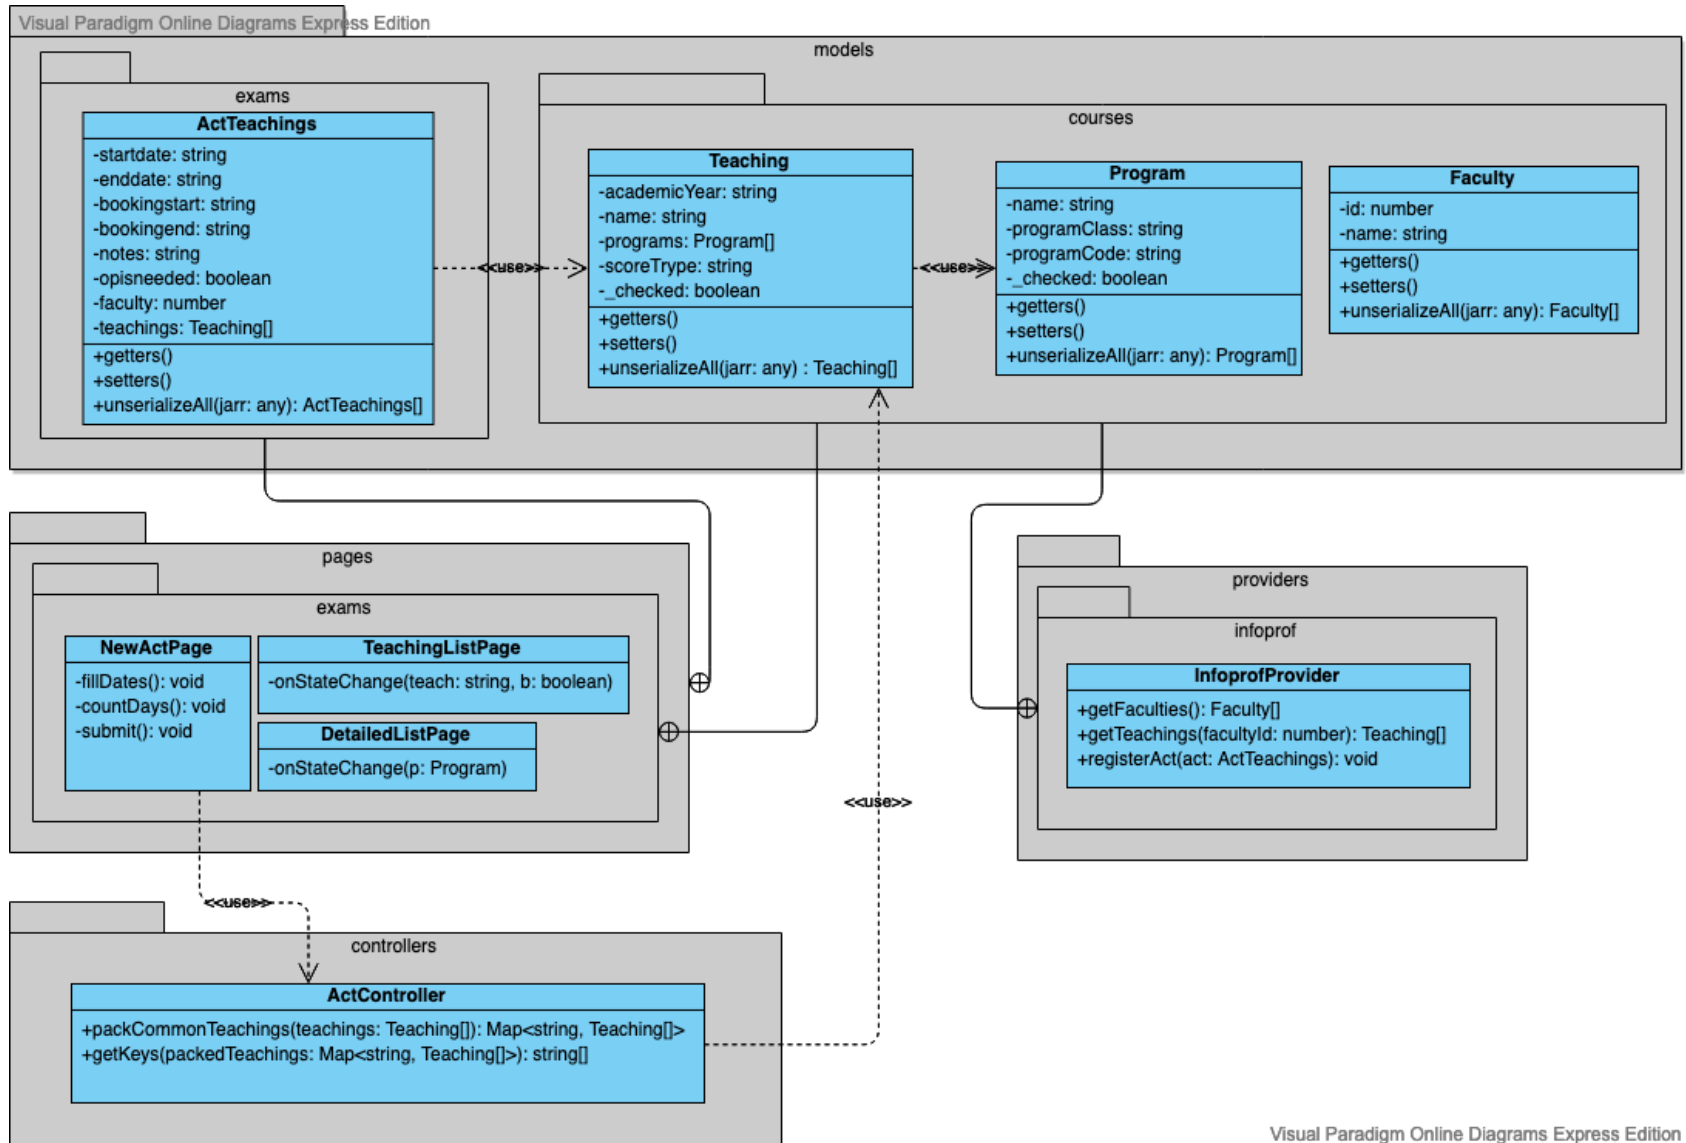 Visual Paradigm Online Diagrams Express Edition
models
exams
ActTeachings
-startdate: string
-enddate: string
-bookingstart: string
-bookingend: string
-notes: string
-opisneeded: boolean
-faculty: number
-teachings: Teaching[]
+getters()
+setters()
+unserializeAll(jarr: any): ActTeachings[]
<<use>>
courses
Teaching
-academicYear: string
-name: string
-programs: Program[]
-scoreTrype: string
-_checked: boolean
+getters()
+setters()
+unserializeAll(jarr: any) : Teaching[]
<<use>>
Program
-name: string
-programClass: string
-programCode: string
-_checked: boolean
+getters()
+setters()
+unserializeAll(jarr: any): Program[]
Faculty
-id: number
-name: string
+getters()
+setters()
+unserializeAll(jarr: any): Faculty[]
pages
exams
NewActPage
-fillDates(): void
-countDays(): void
-submit(): void
TeachingListPage
-onStateChange(teach: string, b: boolean)
DetailedListPage
-onStateChange(p: Program)
providers
infoprof
InfoprofProvider
+getFaculties(): Faculty[]
+getTeachings(facultyId: number): Teaching[]
+registerAct(act: ActTeachings): void
<<use>>
<<use>>
controllers
ActController
+packCommonTeachings(teachings: Teaching[]): Map<string, Teaching[]>
+getKeys(packedTeachings: Map<string, Teaching[]>): string[]
Visual Paradigm Online Diagrams Express Edition